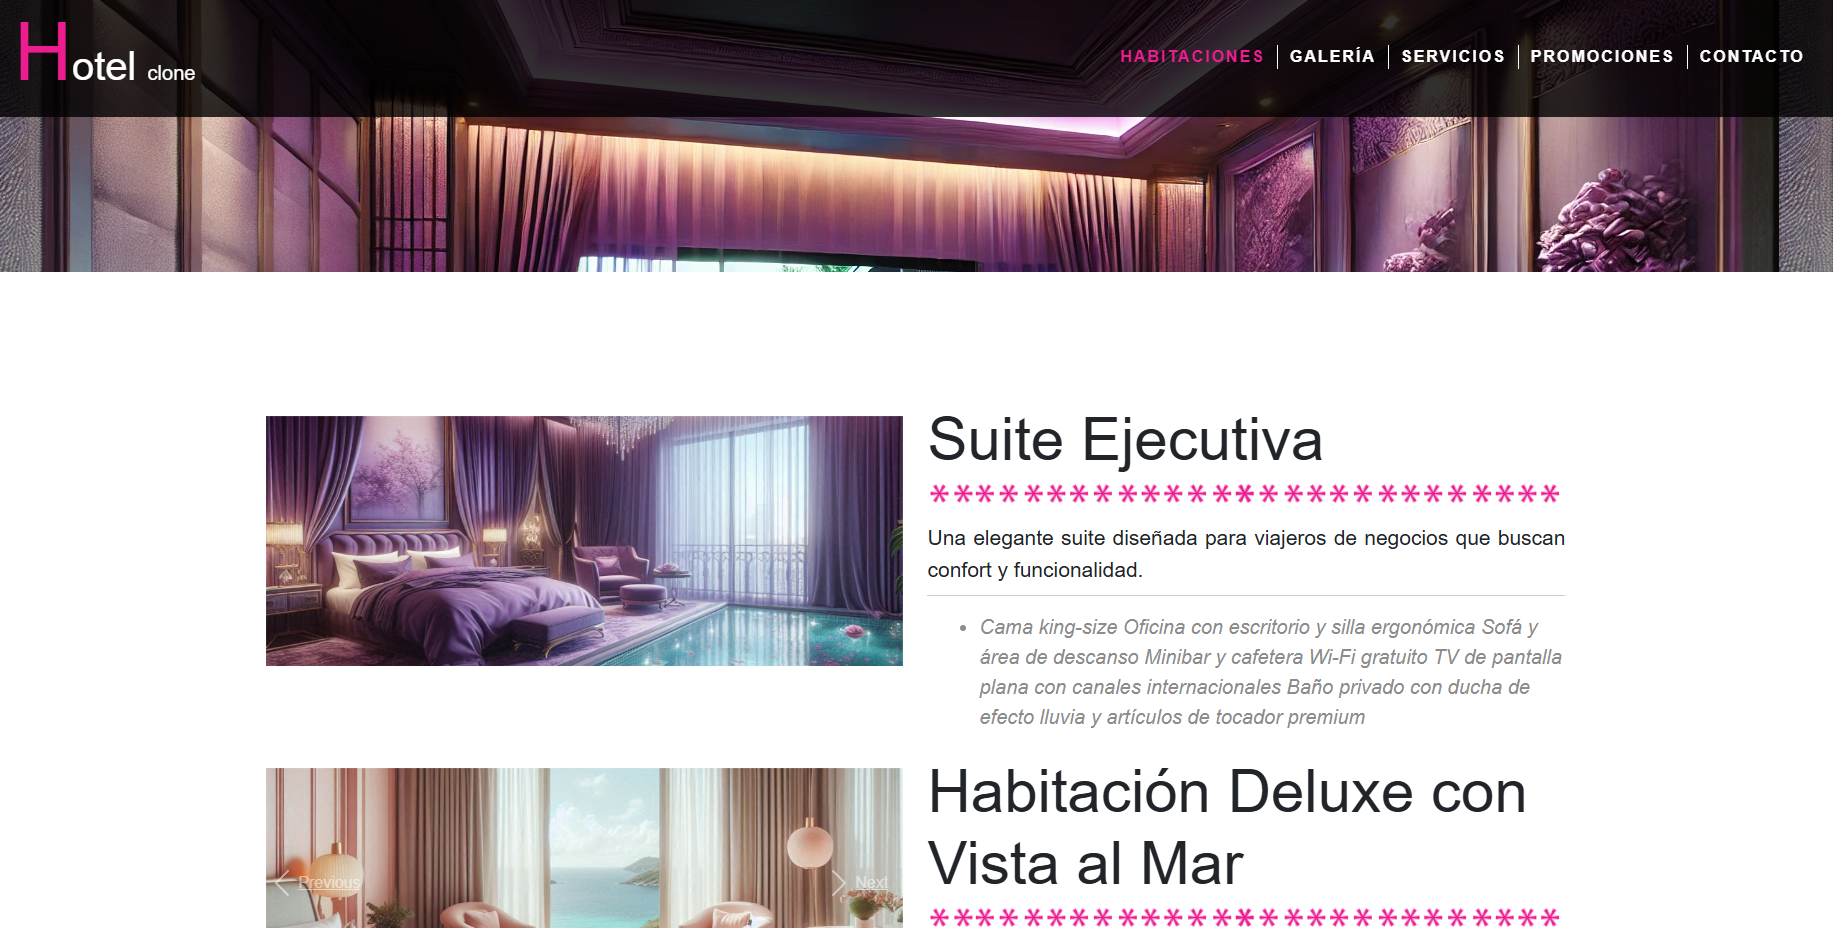 Hotel clone
HABITACIONES
GALERÍA
SERVICIOS
PROMOCIONES
CONTACTO
Suite Ejecutiva
***************************
Una elegante suite diseñada para viajeros de negocios que buscan
confort y funcionalidad.
• Cama king-size Oficina con escritorio y silla ergonómica Sofá y
área de descanso Minibar y cafetera Wi-Fi gratuito TV de pantalla
plana con canales internacionales Baño privado con ducha de
efecto lluvia y artículos de tocador premium
Previous
Next
Habitación Deluxe con
Vista al Mar
***************************